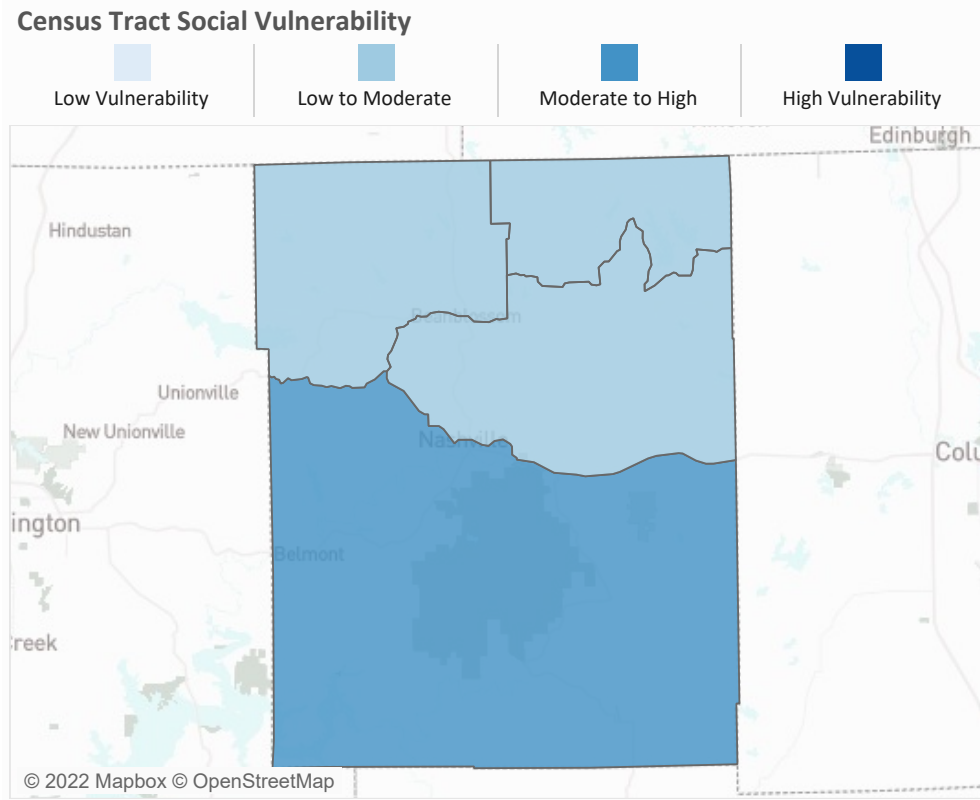 Census Tract Social Vulnerability
Low Vulnerability
Low to Moderate
Moderate to High
High Vulnerability
Edinburgh
Hindustan
Beanblossom
Unionville
New Unionville
Nashville
Colu
ington
Belmont
reek
© 2022 Mapbox © OpenStreetMap